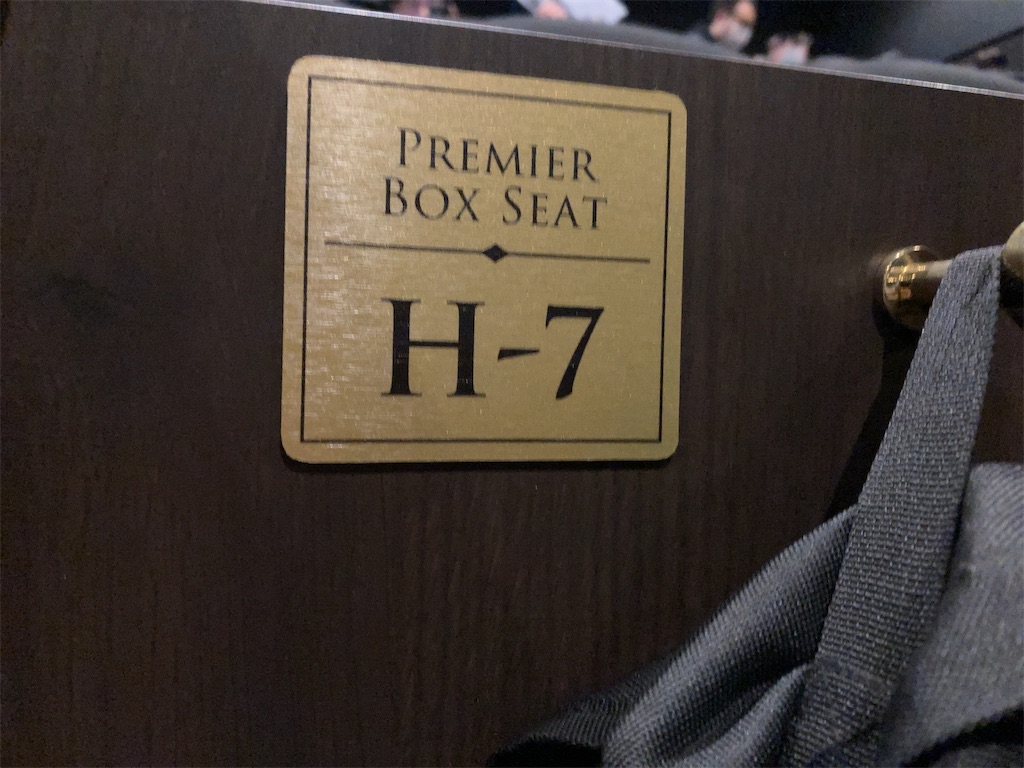 PREMIER
BOX SEAT
H-7